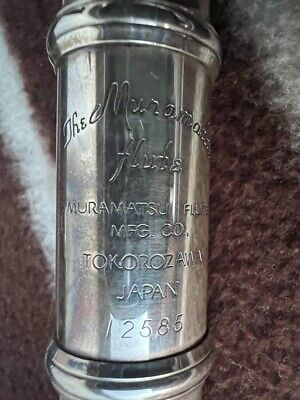 The Muramatsu
flute
MURAMATSU FLUTE
MFG. CO.,
TOKOROZAWA
JAPAN
12585